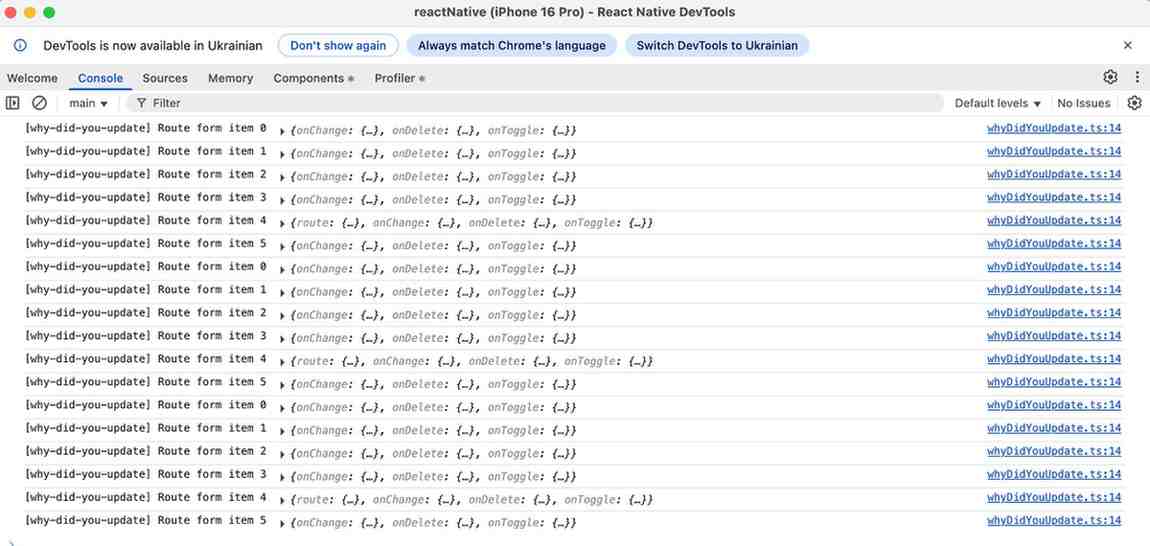 reactNative (iPhone 16 Pro) - React Native DevTools
DevTools is now available in Ukrainian Don't show again Always match Chrome's language Switch DevTools to Ukrainian
Welcome Console Sources Memory Components Profiler
main Filter Default levels No Issues
[why-did-you-update] Route form item 0 {onChange: {…}, onDelete: {…}, onToggle: {…}} whyDidYouUpdate.ts:14
[why-did-you-update] Route form item 1 {onChange: {…}, onDelete: {…}, onToggle: {…}} whyDidYouUpdate.ts:14
[why-did-you-update] Route form item 2 {onChange: {…}, onDelete: {…}, onToggle: {…}} whyDidYouUpdate.ts:14
[why-did-you-update] Route form item 3 {onChange: {…}, onDelete: {…}, onToggle: {…}} whyDidYouUpdate.ts:14
[why-did-you-update] Route form item 4 {route: {…}, onChange: {…}, onDelete: {…}, onToggle: {…}} whyDidYouUpdate.ts:14
[why-did-you-update] Route form item 5 {onChange: {…}, onDelete: {…}, onToggle: {…}} whyDidYouUpdate.ts:14
[why-did-you-update] Route form item 0 {onChange: {…}, onDelete: {…}, onToggle: {…}} whyDidYouUpdate.ts:14
[why-did-you-update] Route form item 1 {onChange: {…}, onDelete: {…}, onToggle: {…}} whyDidYouUpdate.ts:14
[why-did-you-update] Route form item 2 {onChange: {…}, onDelete: {…}, onToggle: {…}} whyDidYouUpdate.ts:14
[why-did-you-update] Route form item 3 {onChange: {…}, onDelete: {…}, onToggle: {…}} whyDidYouUpdate.ts:14
[why-did-you-update] Route form item 4 {route: {…}, onChange: {…}, onDelete: {…}, onToggle: {…}} whyDidYouUpdate.ts:14
[why-did-you-update] Route form item 5 {onChange: {…}, onDelete: {…}, onToggle: {…}} whyDidYouUpdate.ts:14
[why-did-you-update] Route form item 0 {onChange: {…}, onDelete: {…}, onToggle: {…}} whyDidYouUpdate.ts:14
[why-did-you-update] Route form item 1 {onChange: {…}, onDelete: {…}, onToggle: {…}} whyDidYouUpdate.ts:14
[why-did-you-update] Route form item 2 {onChange: {…}, onDelete: {…}, onToggle: {…}} whyDidYouUpdate.ts:14
[why-did-you-update] Route form item 3 {onChange: {…}, onDelete: {…}, onToggle: {…}} whyDidYouUpdate.ts:14
[why-did-you-update] Route form item 4 {route: {…}, onChange: {…}, onDelete: {…}, onToggle: {…}} whyDidYouUpdate.ts:14
[why-did-you-update] Route form item 5 {onChange: {…}, onDelete: {…}, onToggle: {…}} whyDidYouUpdate.ts:14